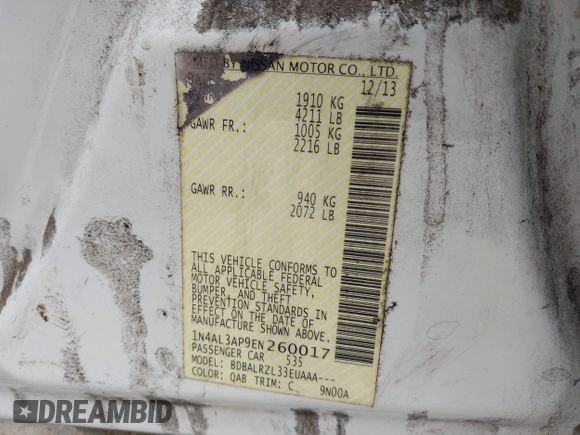 MFD BY NISSAN MOTOR CO., LTD.
DATE 12/13
1910 KG
4211 LB
GAWR FR.: 1005 KG
2216 LB
GAWR RR.: 940 KG
2072 LB
THIS VEHICLE CONFORMS TO
ALL APPLICABLE FEDERAL
MOTOR VEHICLE SAFETY,
BUMPER, AND THEFT
PREVENTION STANDARDS IN
EFFECT ON THE DATE OF
MANUFACTURE SHOWN ABOVE.
1N4AL3AP9EN260017
PASSENGER CAR 535
MODEL: BDBALRZL33EUAAA---
COLOR: QAB TRIM: C 9N00A
DREAMBID